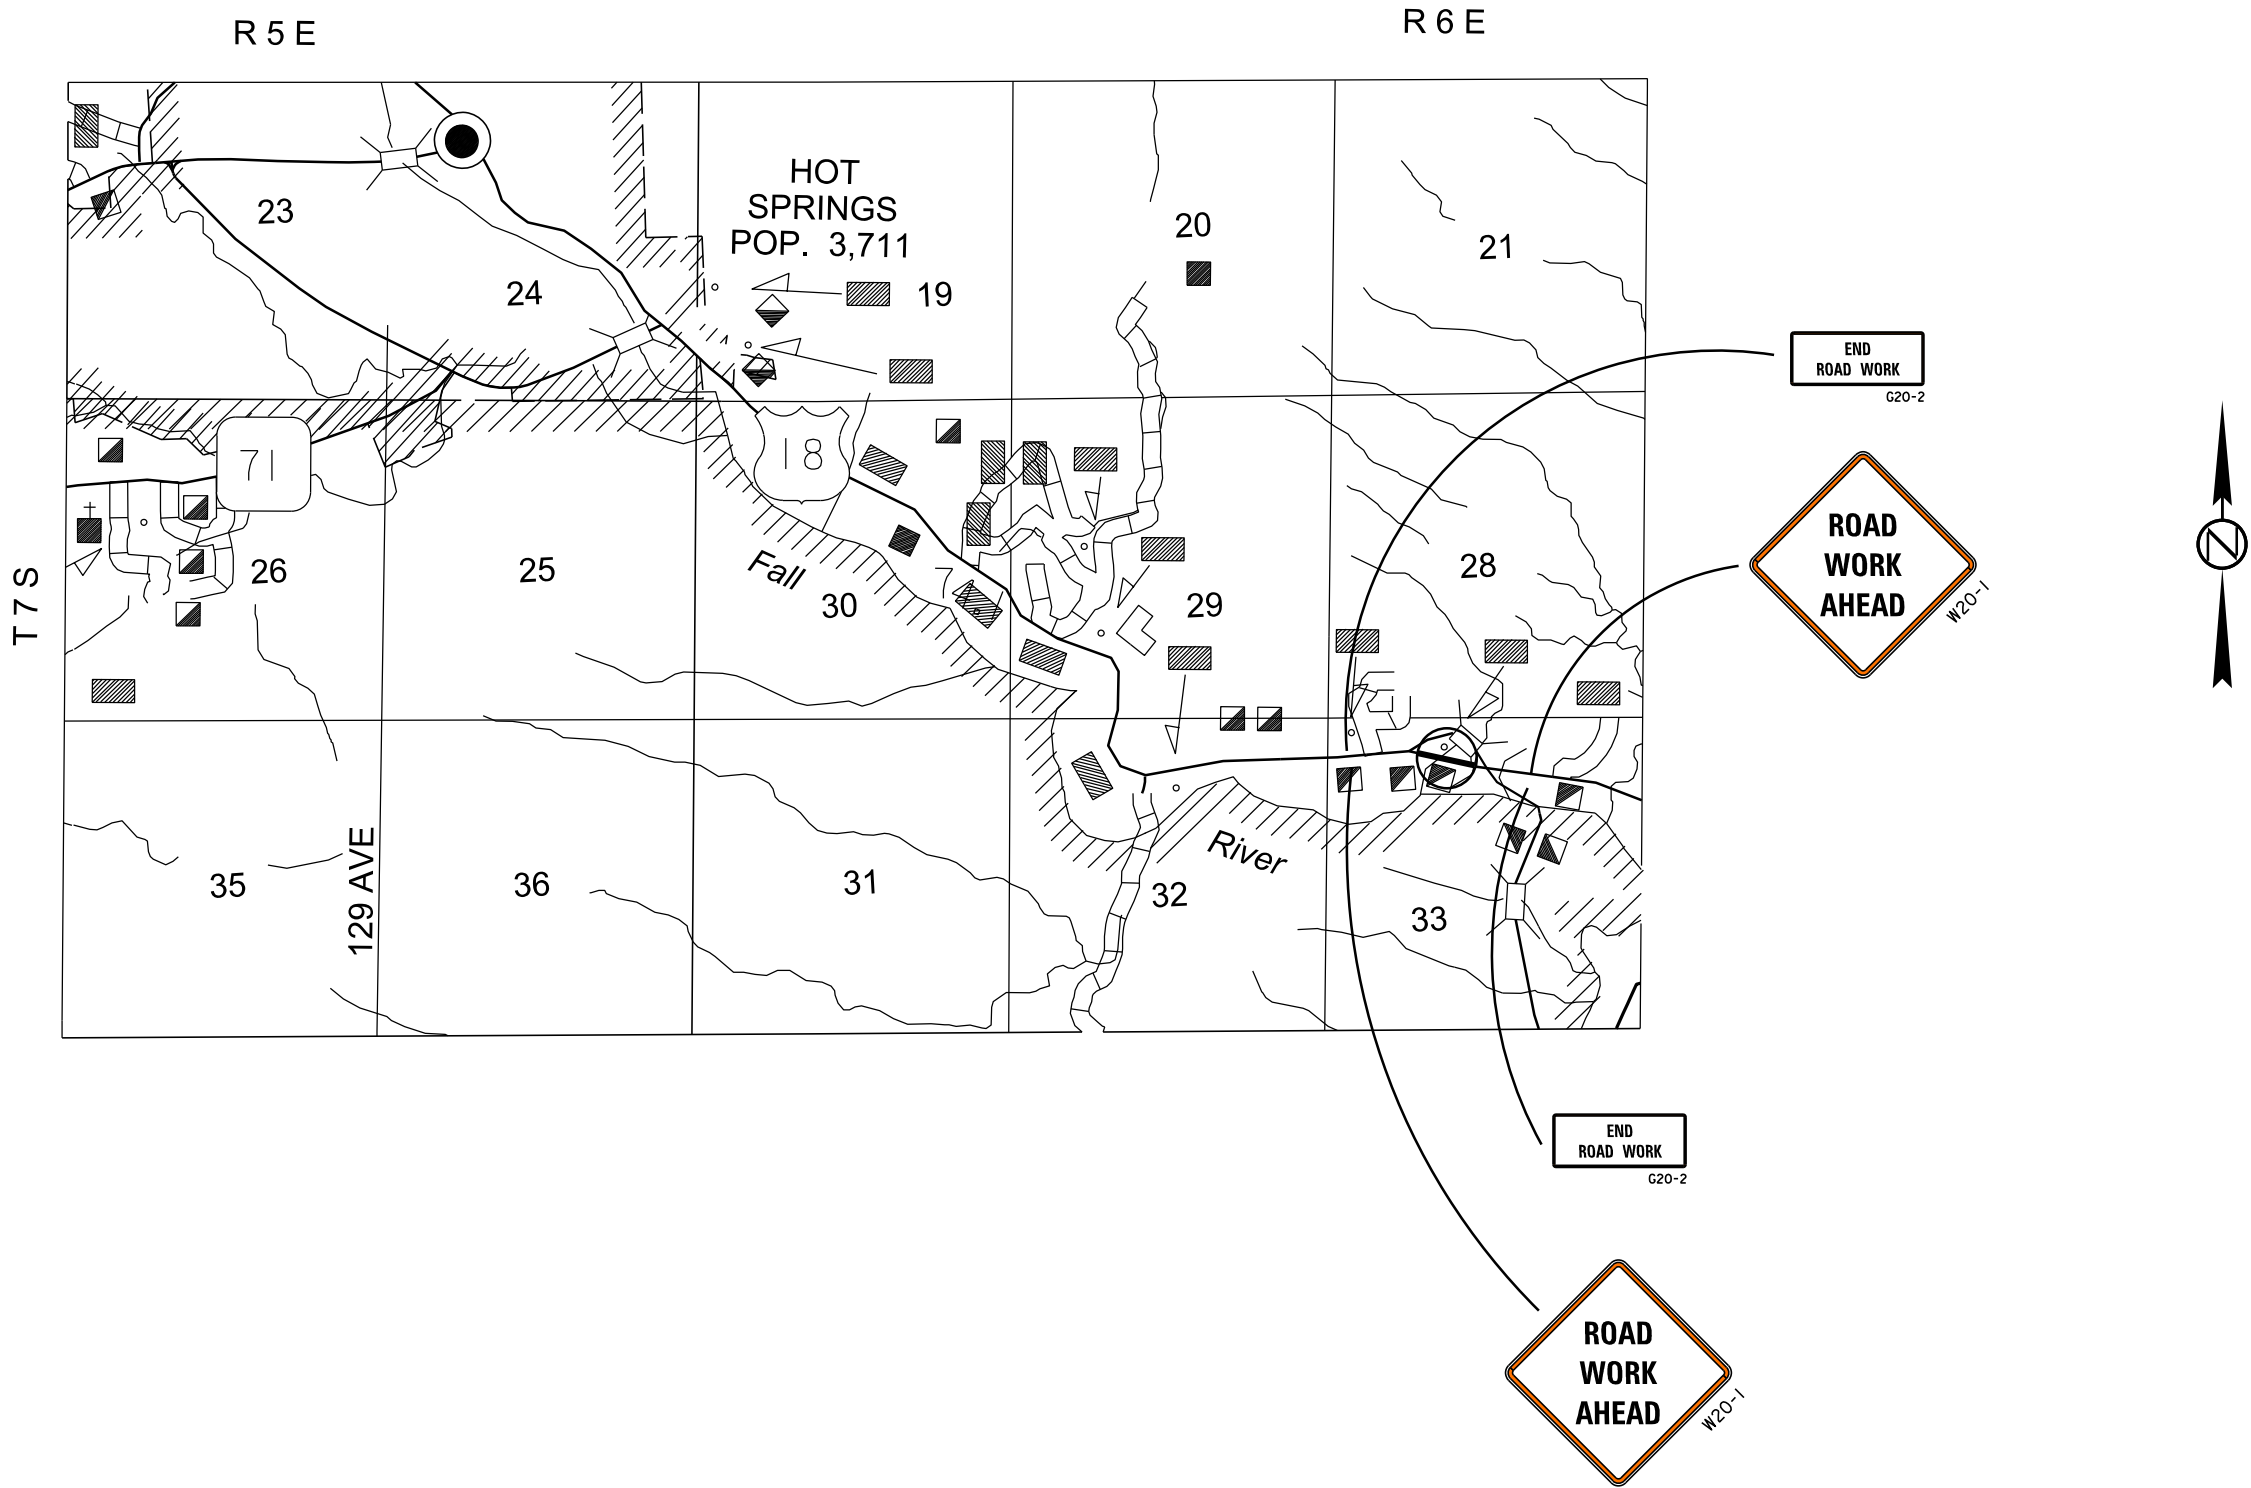 R 5 E
R 6 E
HOT
SPRINGS
POP. 3,711
23
24
19
20
21
END
ROAD WORK
G20-2
71
18
ROAD
WORK
AHEAD
W20-1
N
T 7 S
26
25
Fall
30
29
28
River
35
129 AVE
36
31
32
33
END
ROAD WORK
G20-2
ROAD
WORK
AHEAD
W20-1